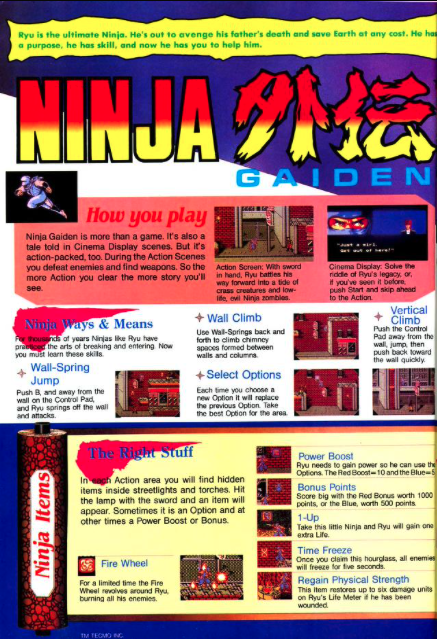 Ryu is the ultimate Ninja. He's out to avenge his father's death and save Earth at any cost. He has
a purpose, he has skill, and now he has you to help him.
NINJA 外伝
GAIDEN
How you play
Ninja Gaiden is more than a game. It's also a
tale told in Cinema Display scenes. But it's
action-packed, too. During the Action Scenes
you defeat enemies and find weapons. So the
more Action you clear the more story you'll
see.
Action Screen: With sword
in hand, Ryu battles his
way forward into a tide of
crass creatures and low-
life, evil Ninja zombies.
"Just a girl.
Get out of here!"
Cinema Display: Solve the
riddle of Ryu's legacy, or,
if you've seen it before,
push Start and skip ahead
to the Action.
Ninja Ways & Means
For thousands of years Ninjas like Ryu have
practiced the arts of breaking and entering. Now
you must learn these skills.
Wall-Spring
Jump
Push B, and away from the
wall on the Control Pad,
and Ryu springs off the wall
and attacks.
Wall Climb
Use Wall-Springs back and
forth to climb chimney
spaces formed between
walls and columns.
Select Options
Each time you choose a
new Option it will replace
the previous Option. Take
the best Option for the area.
Vertical
Climb
Push the Control
Pad away from the
wall, jump, then
push back toward
the wall quickly.
Ninja Items
The Right Stuff
In each Action area you will find hidden
items inside streetlights and torches. Hit
the lamp with the sword and an item will
appear. Sometimes it is an Option and at
other times a Power Boost or Bonus.
Fire Wheel
For a limited time the Fire
Wheel revolves around Ryu,
burning all his enemies.
Power Boost
Ryu needs to gain power so he can use the
Options. The Red Boost=10 and the Blue=5
Bonus Points
Score big with the Red Bonus worth 1000
points, or the Blue, worth 500 points.
1-Up
Take this little Ninja and Ryu will gain one
extra Life.
Time Freeze
Once you claim this hourglass, all enemies
will freeze for five seconds.
Regain Physical Strength
This Item restores up to six damage units
on Ryu's Life Meter if he has been
wounded.
TM TECMO INC.